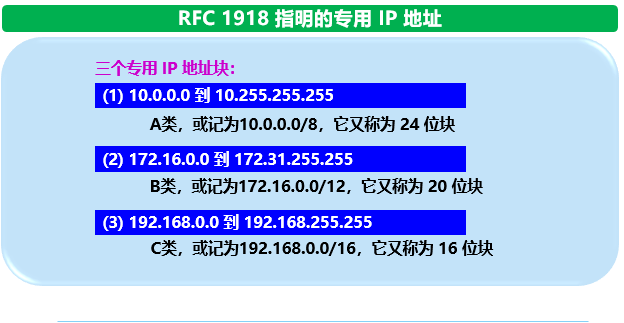 RFC 1918 指明的专用 IP 地址
三个专用 IP 地址块：
(1) 10.0.0.0 到 10.255.255.255
A类，或记为10.0.0.0/8，它又称为 24 位块
(2) 172.16.0.0 到 172.31.255.255
B类，或记为172.16.0.0/12，它又称为 20 位块
(3) 192.168.0.0 到 192.168.255.255
C类，或记为192.168.0.0/16，它又称为 16 位块